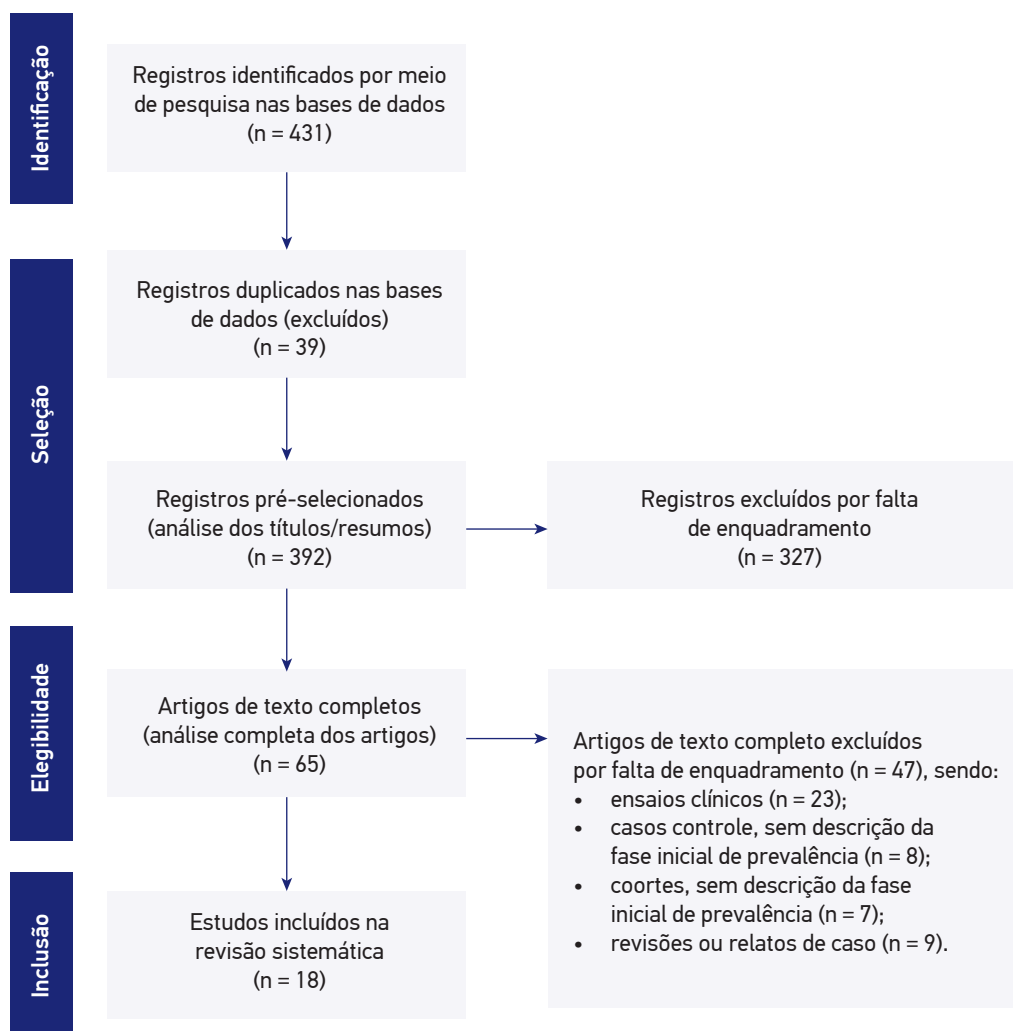 Identificação
Registros identificados por meio
de pesquisa nas bases de dados
(n = 431)
Seleção
Registros duplicados nas bases
de dados (excluídos)
(n = 39)
Registros pré-selecionados
(análise dos títulos/resumos)
(n = 392)
Registros excluídos por falta
de enquadramento
(n = 327)
Elegibilidade
Artigos de texto completos
(análise completa dos artigos)
(n = 65)
Artigos de texto completo excluídos
por falta de enquadramento (n = 47), sendo:
• ensaios clínicos (n = 23);
• casos controle, sem descrição da
fase inicial de prevalência (n = 8);
• coortes, sem descrição da fase
inicial de prevalência (n = 7);
• revisões ou relatos de caso (n = 9).
Inclusão
Estudos incluídos na
revisão sistemática
(n = 18)